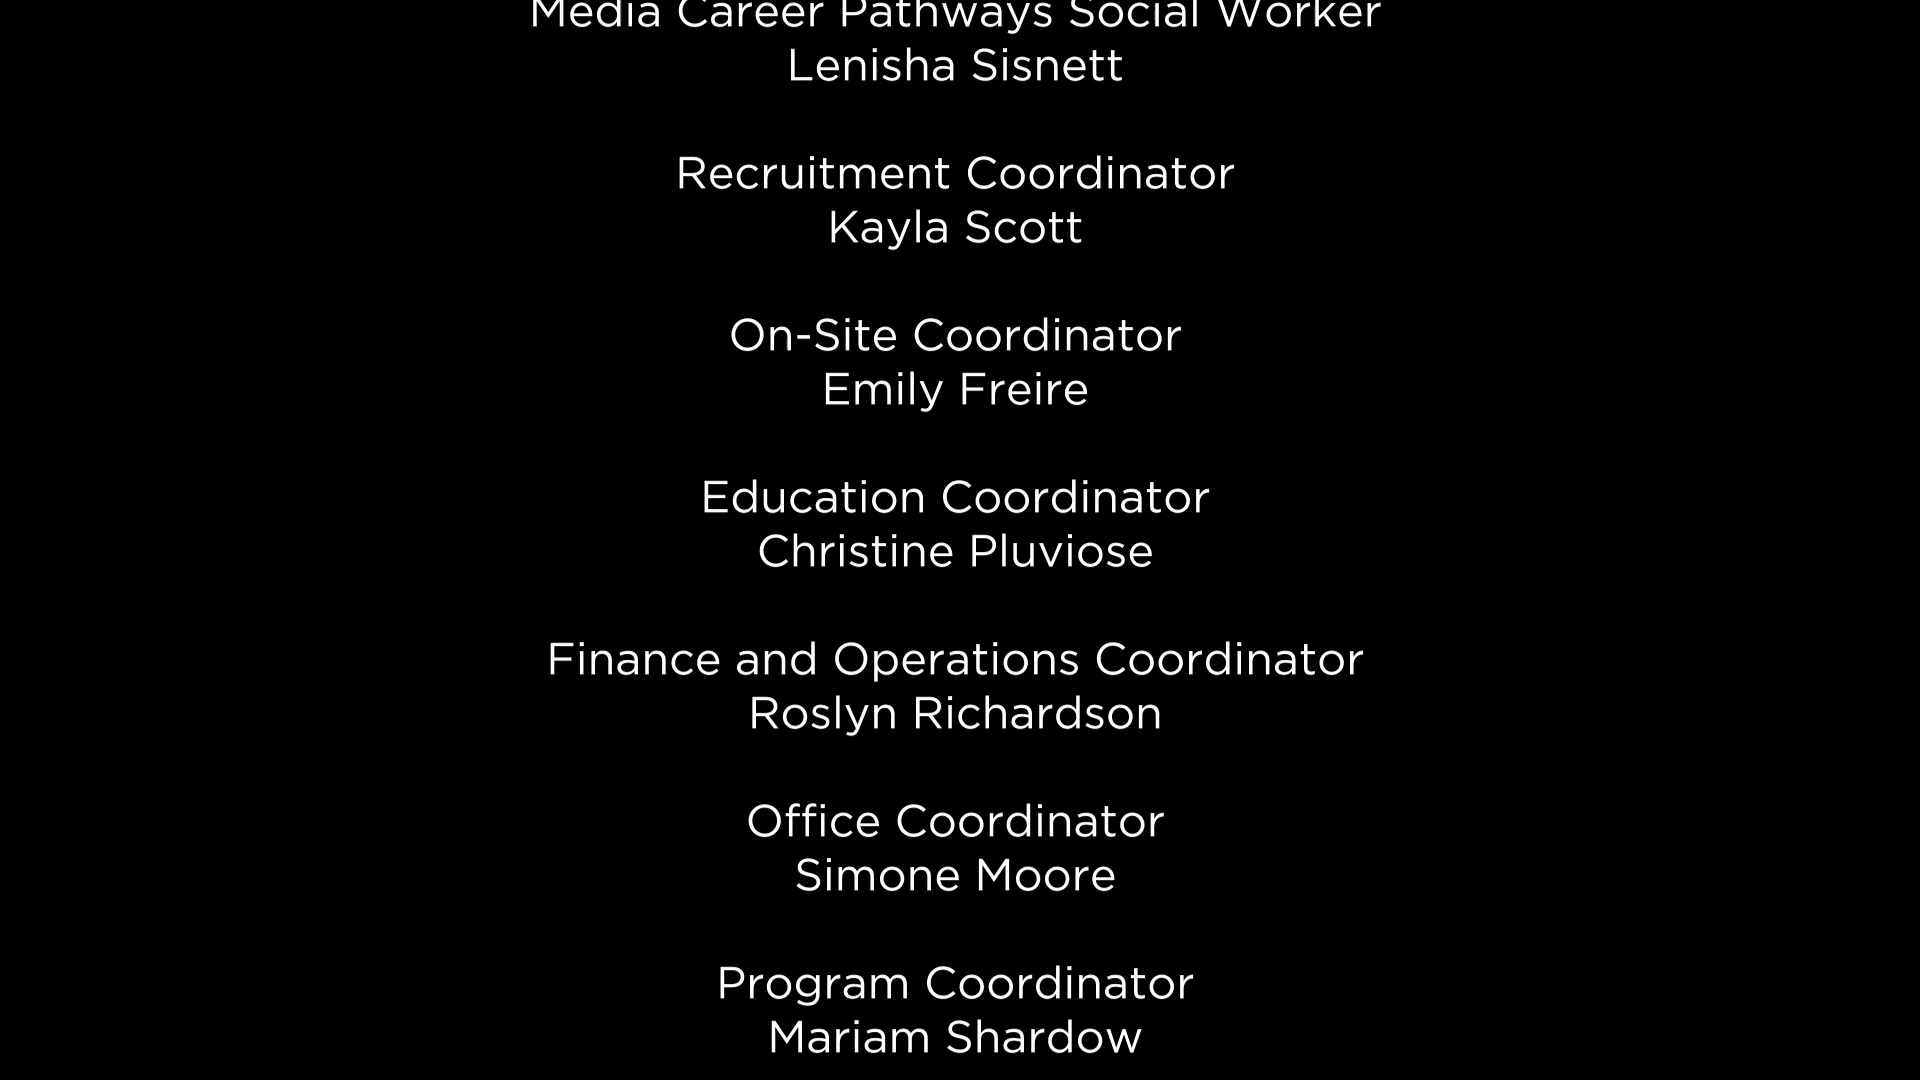 Media Career Pathways Social Worker
Lenisha Sisnett
Recruitment Coordinator
Kayla Scott
On-Site Coordinator
Emily Freire
Education Coordinator
Christine Pluviose
Finance and Operations Coordinator
Roslyn Richardson
Office Coordinator
Simone Moore
Program Coordinator
Mariam Shardow